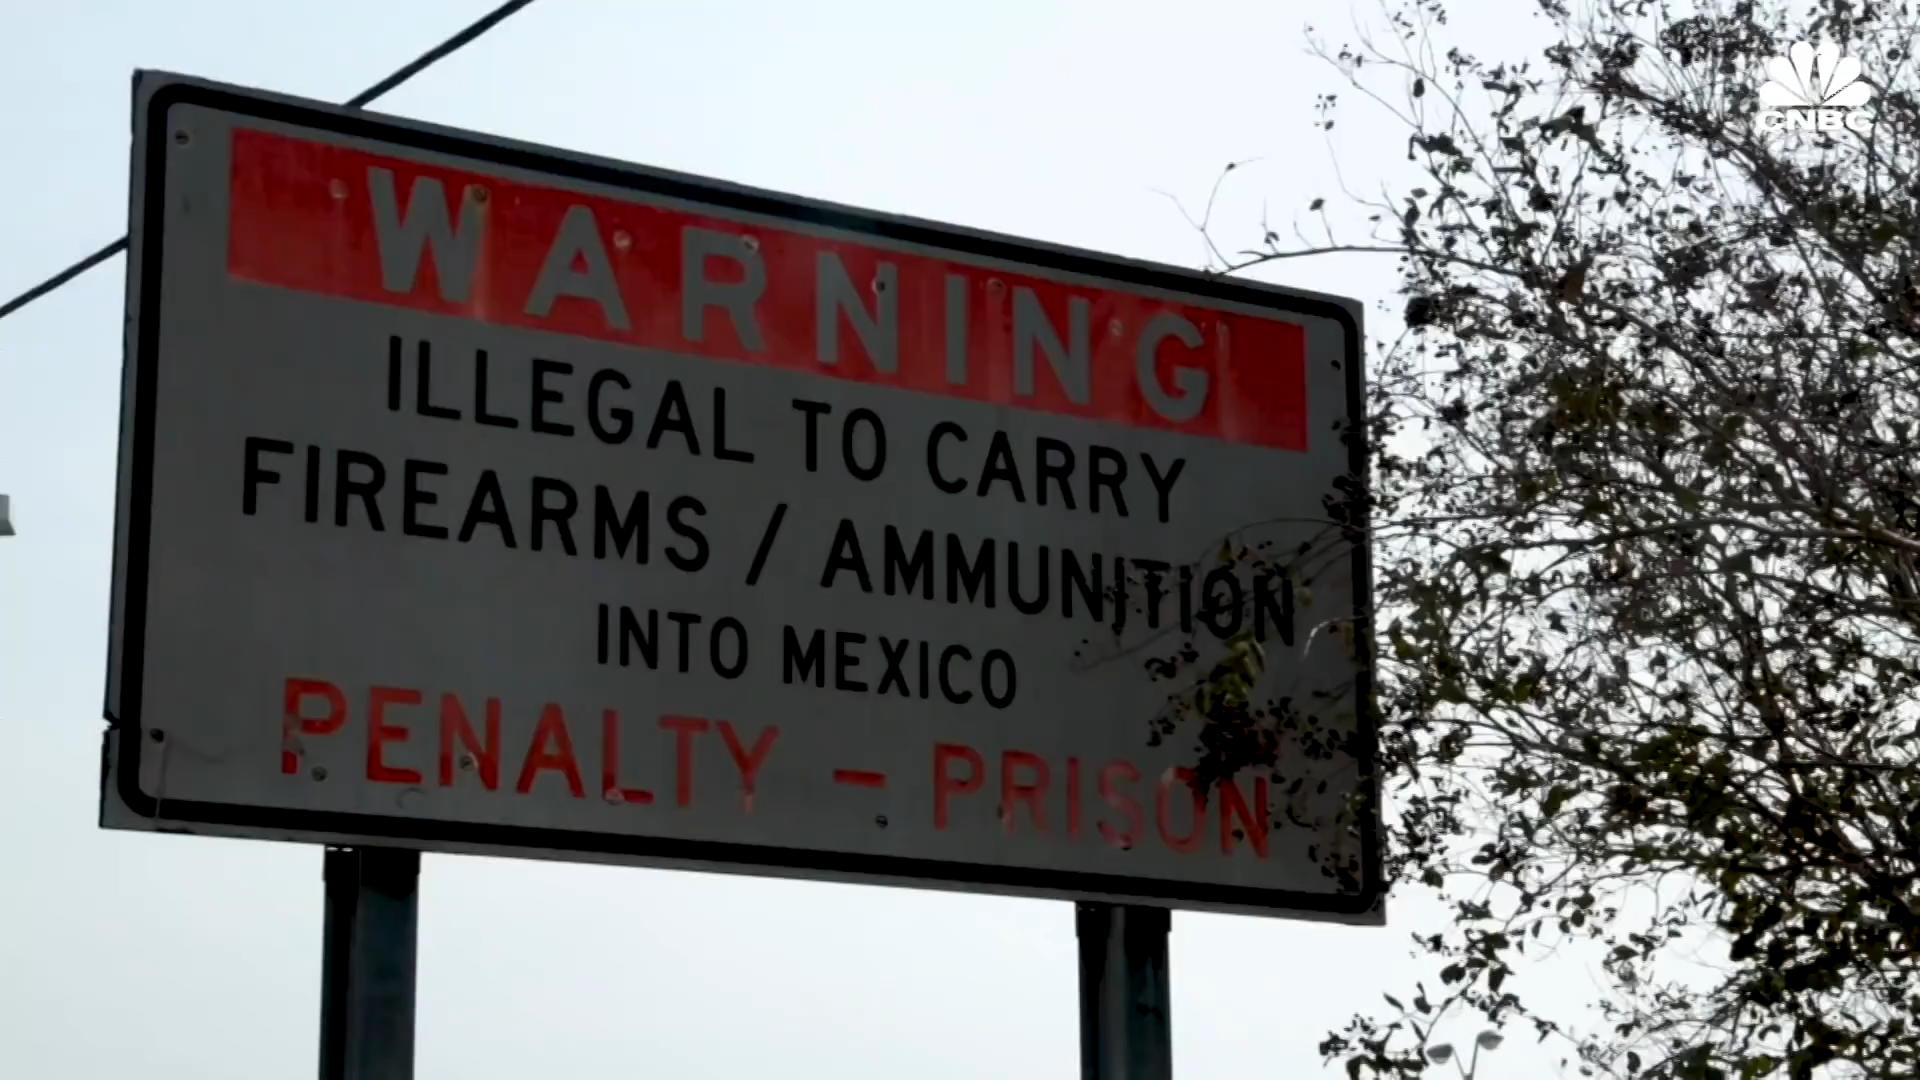 CNBC
WARNING
ILLEGAL TO CARRY
FIREARMS / AMMUNITION
INTO MEXICO
PENALTY - PRISON